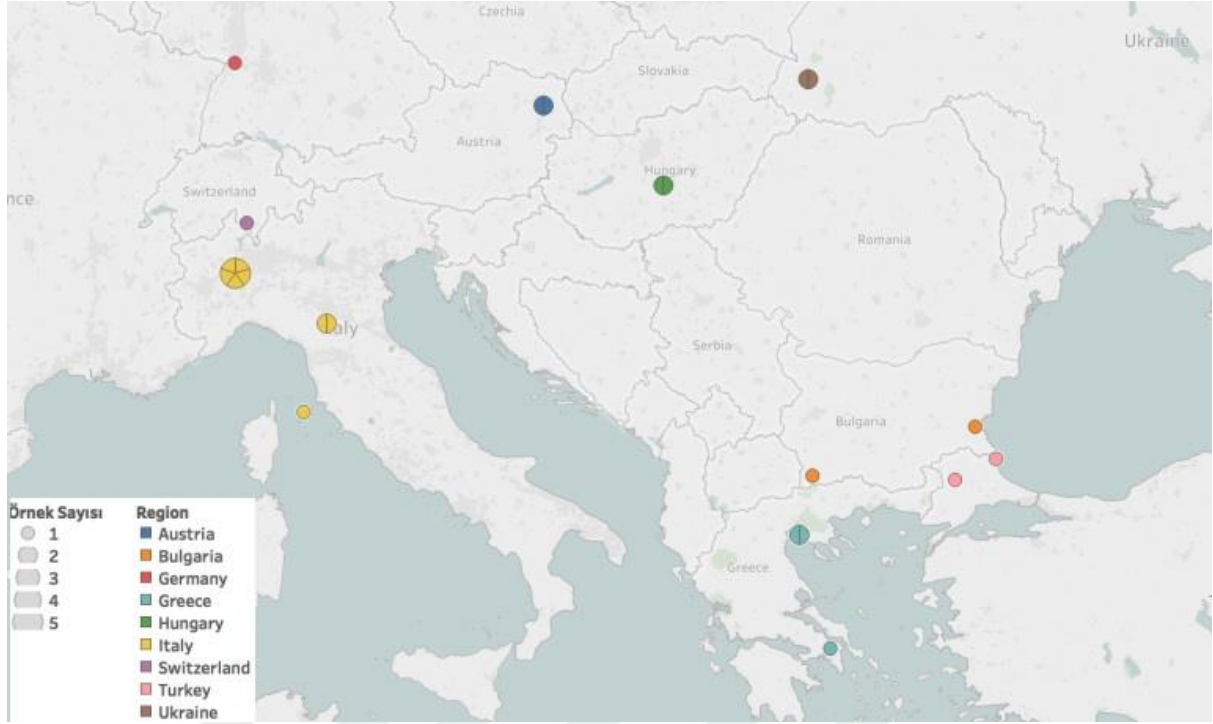 Czechia
Ukraine
Slovakia
Austria
Hungary
Switzerland
nce
Romania
Italy
Serbia
Bulgaria
Greece
Örnek Sayısı
1
2
3
4
5
Region
Austria
Bulgaria
Germany
Greece
Hungary
Italy
Switzerland
Turkey
Ukraine